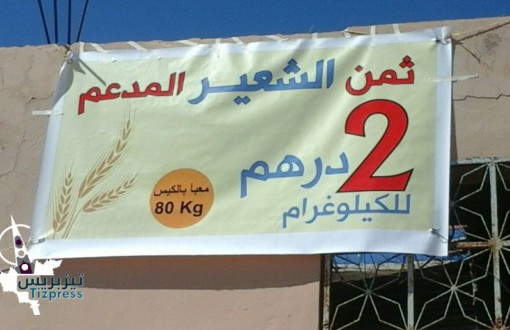 ثمن الشعير المدعم
2 درهم
للكيلوغرام
معبأ بالكيس
80 Kg
تيزبريس
Tizpress